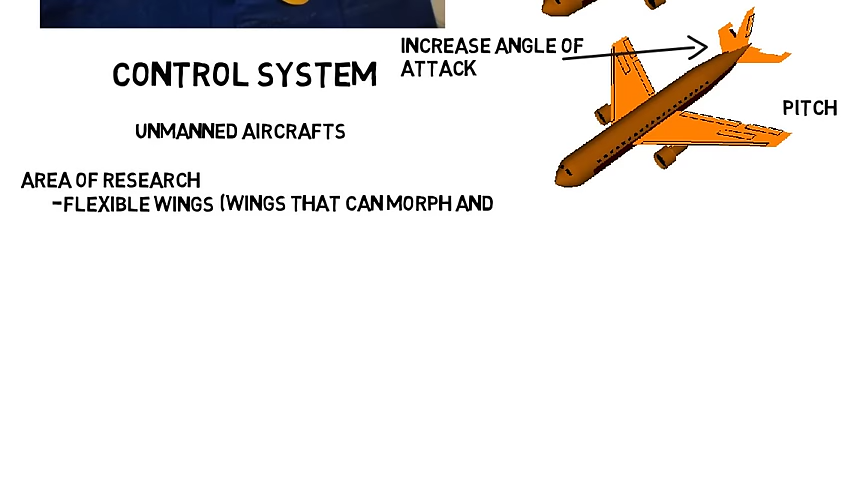 INCREASE ANGLE OF
ATTACK
CONTROL SYSTEM
PITCH
UNMANNED AIRCRAFTS
AREA OF RESEARCH
-FLEXIBLE WINGS (WINGS THAT CAN MORPH AND